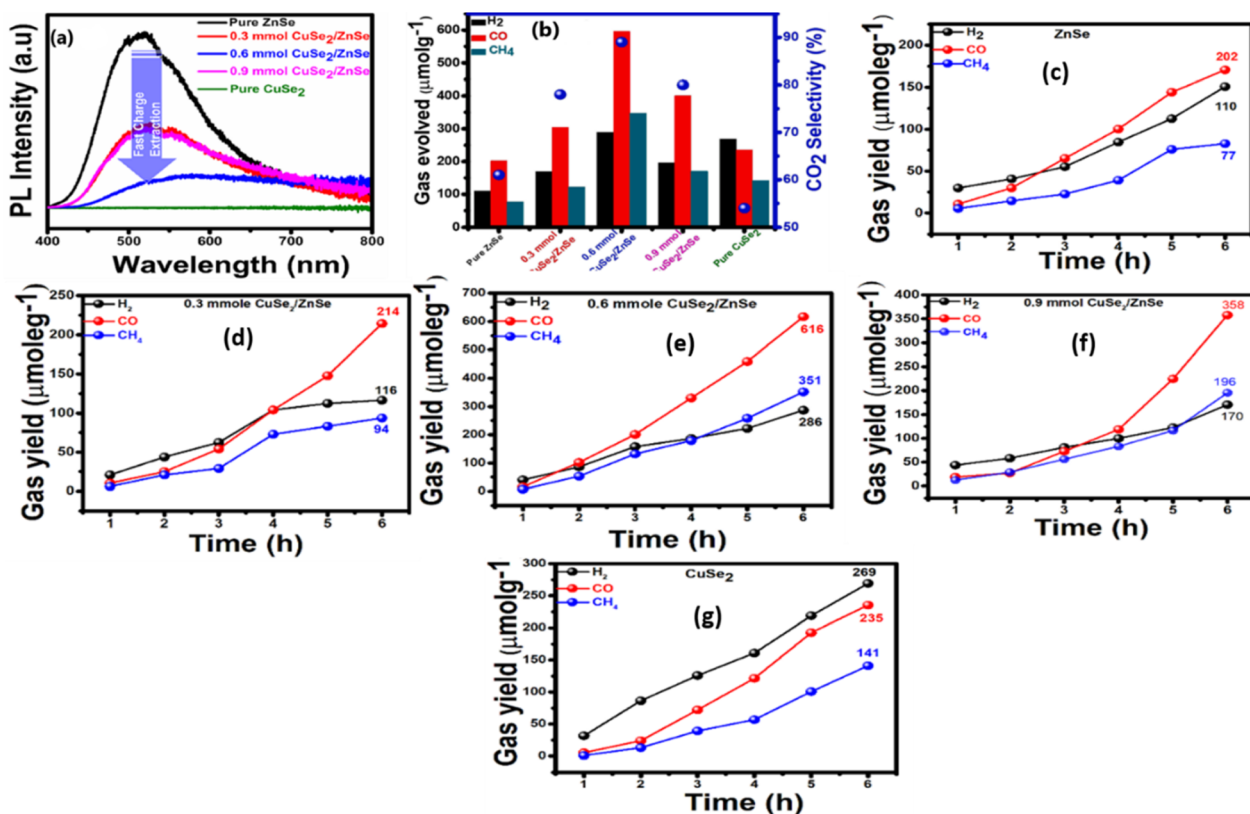 (a)
Pure ZnSe
0.3 mmol CuSe2/ZnSe
0.6 mmol CuSe2/ZnSe
0.9 mmol CuSe2/ZnSe
Pure CuSe2
Fast Charge
Extraction
PL Intensity (a.u)
400 500 600 700 800
Wavelength (nm)
(b)
H2
CO
CH4
Gas evolved (μmolg-1)
600
500
400
300
200
100
0
CO2 Selectivity (%)
90
80
70
60
50
Pure ZnSe
0.3 mmol
CuSe2/ZnSe
0.6 mmol
CuSe2/ZnSe
0.9 mmol
CuSe2/ZnSe
Pure CuSe2
(c)
ZnSe
H2
CO
CH4
Gas yield (μmoleg-1)
200
150
100
50
0
202
110
77
1 2 3 4 5 6
Time (h)
(d)
0.3 mmole CuSe2/ZnSe
H2
CO
CH4
Gas yield (μmoleg-1)
250
200
150
100
50
0
214
116
94
1 2 3 4 5 6
Time (h)
(e)
0.6 mmole CuSe2/ZnSe
H2
CO
CH4
Gas yield (μmoleg-1)
700
600
500
400
300
200
100
0
616
351
286
1 2 3 4 5 6
Time (h)
(f)
0.9 mmol CuSe2/ZnSe
H2
CO
CH4
Gas yield (μmoleg-1)
400
350
300
250
200
150
100
50
0
358
196
170
1 2 3 4 5 6
Time (h)
(g)
CuSe2
H2
CO
CH4
Gas yield (μmolg-1)
300
250
200
150
100
50
0
269
235
141
1 2 3 4 5 6
Time (h)